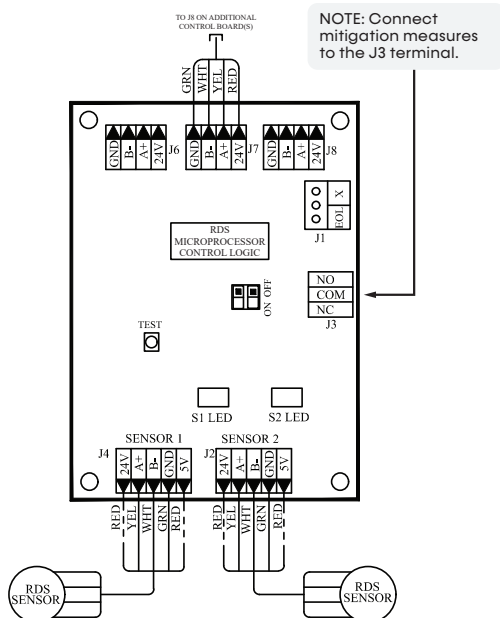 TO J8 ON ADDITIONAL
CONTROL BOARD(S)
NOTE: Connect
mitigation measures
to the J3 terminal.
GRN
WHT
YEL
RED
GND
B-
A+
24V
J6
GND
B-
A+
24V
J7
GND
B-
A+
24V
J8
X
EOL
J1
RDS
MICROPROCESSOR
CONTROL LOGIC
ON OFF
NO
COM
NC
J3
TEST
S1 LED
S2 LED
SENSOR 1
SENSOR 2
J4
24V
A+
B-
GND
5V
J2
24V
A+
B-
GND
5V
RED
YEL
WHT
GRN
RED
RED
YEL
WHT
GRN
RED
RDS
SENSOR
RDS
SENSOR